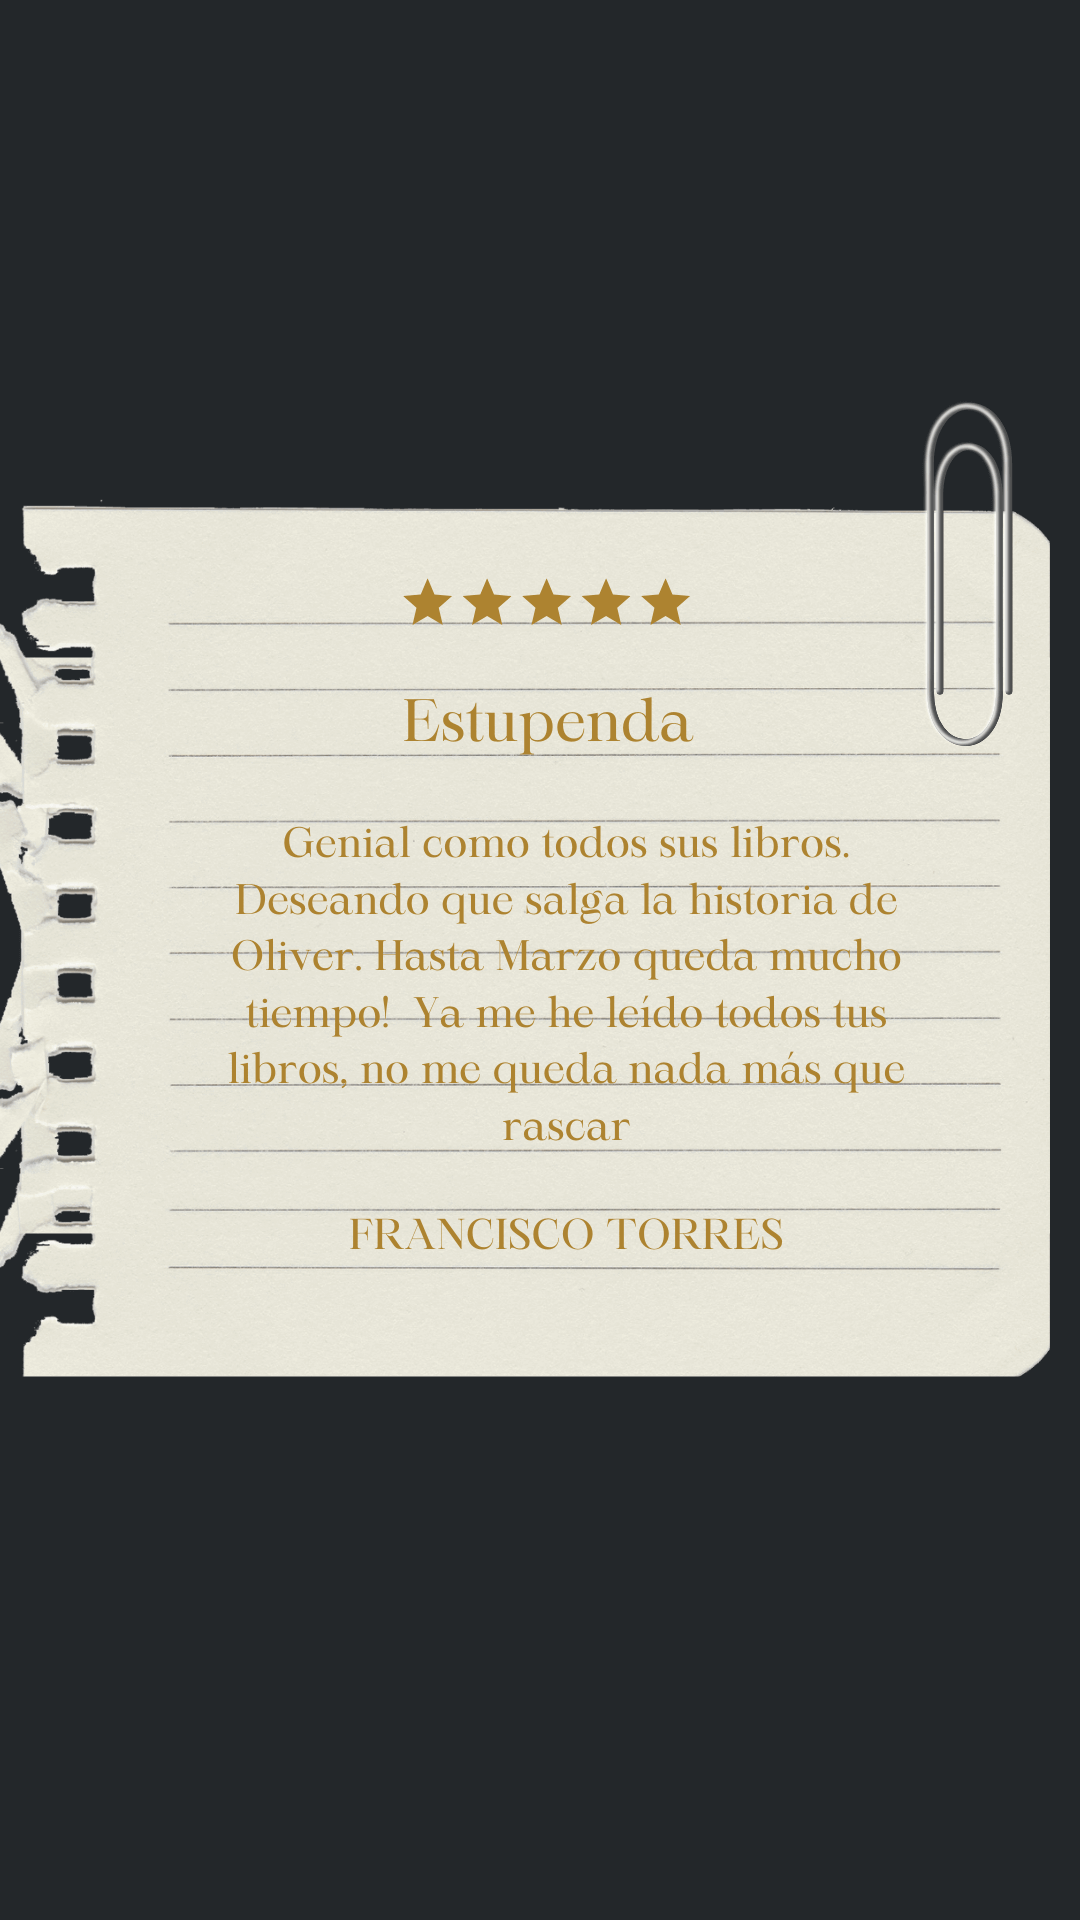 Estupenda
Genial como todos sus libros.
Deseando que salga la historia de
Oliver. Hasta Marzo queda mucho
tiempo!  Ya me he leído todos tus
libros, no me queda nada más que
rascar
FRANCISCO TORRES